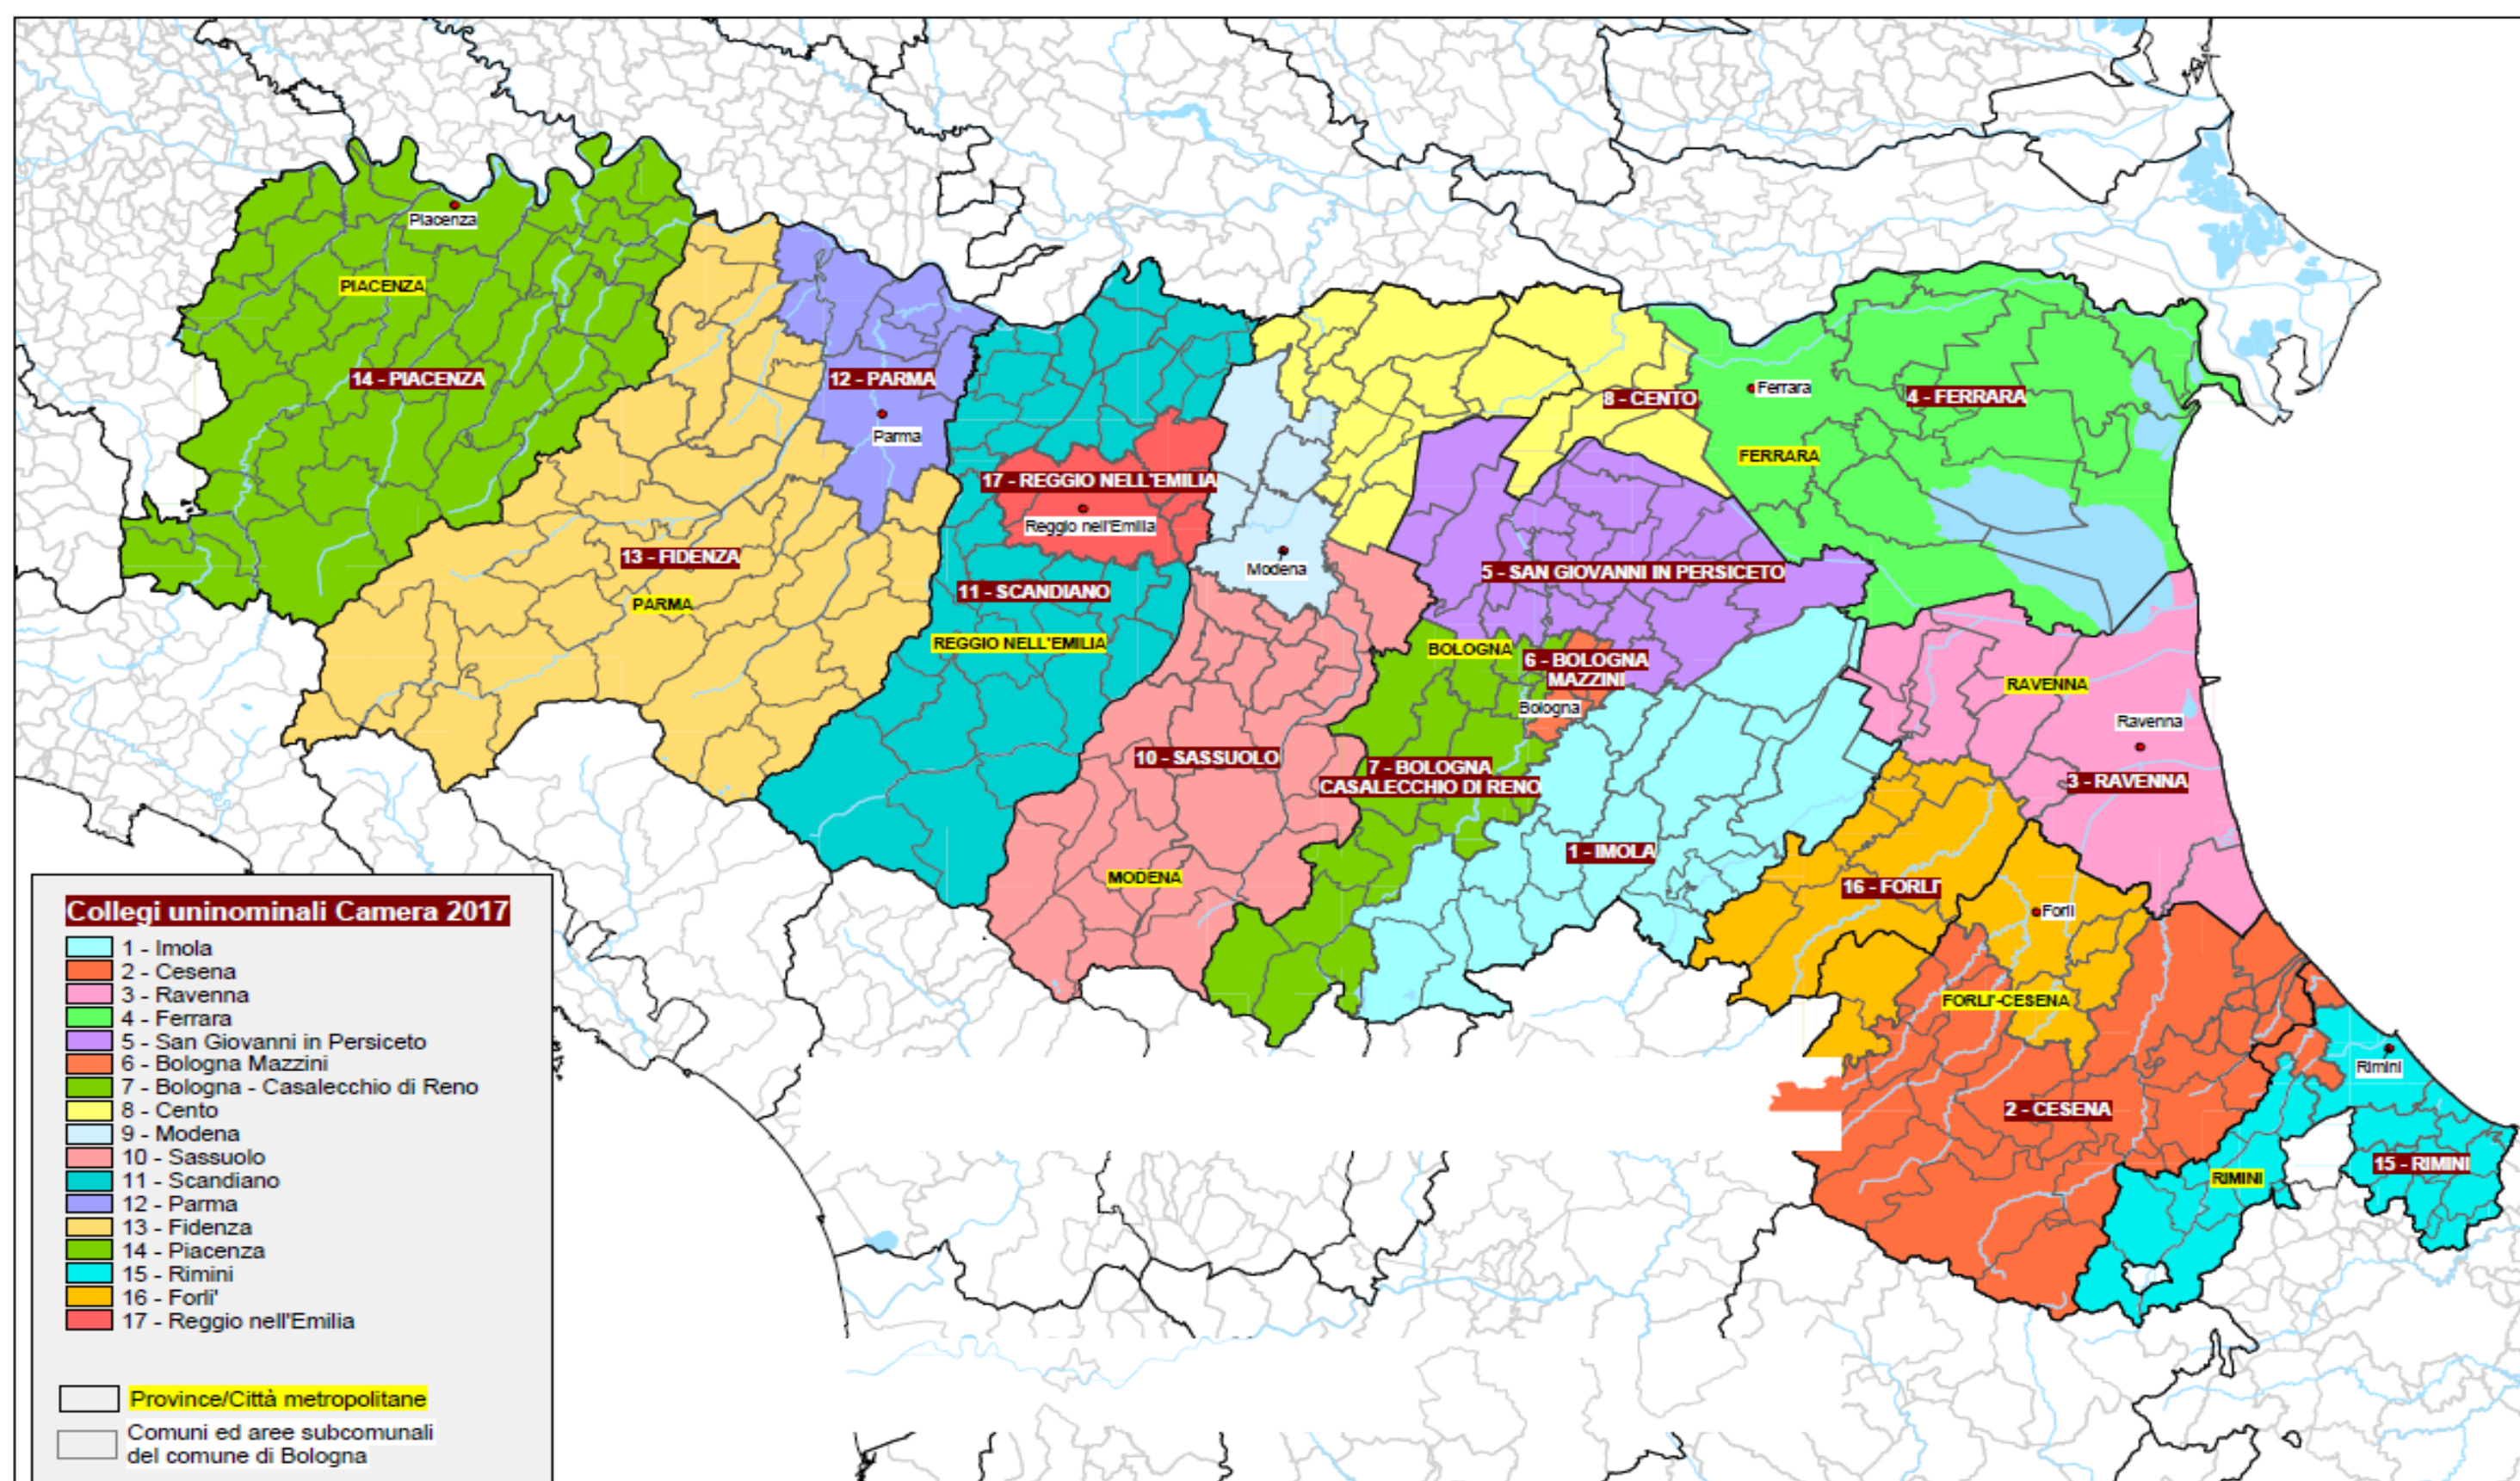 Piacenza
PIACENZA
14 - PIACENZA
12 - PARMA
Parma
13 - FIDENZA
PARMA
17 - REGGIO NELL'EMILIA
Reggio nell'Emilia
11 - SCANDIANO
REGGIO NELL'EMILIA
Modena
8 - CENTO
Ferrara
4 - FERRARA
FERRARA
5 - SAN GIOVANNI IN PERSICETO
BOLOGNA
6 - BOLOGNA
MAZZINI
Bologna
10 - SASSUOLO
7 - BOLOGNA
CASALECCHIO DI RENO
MODENA
1 - IMOLA
RAVENNA
Ravenna
3 - RAVENNA
16 - FORLI'
Forlì
FORLI'-CESENA
2 - CESENA
Rimini
15 - RIMINI
RIMINI
Collegi uninominali Camera 2017
1 - Imola
2 - Cesena
3 - Ravenna
4 - Ferrara
5 - San Giovanni in Persiceto
6 - Bologna Mazzini
7 - Bologna - Casalecchio di Reno
8 - Cento
9 - Modena
10 - Sassuolo
11 - Scandiano
12 - Parma
13 - Fidenza
14 - Piacenza
15 - Rimini
16 - Forli'
17 - Reggio nell'Emilia
Province/Città metropolitane
Comuni ed aree subcomunali
del comune di Bologna